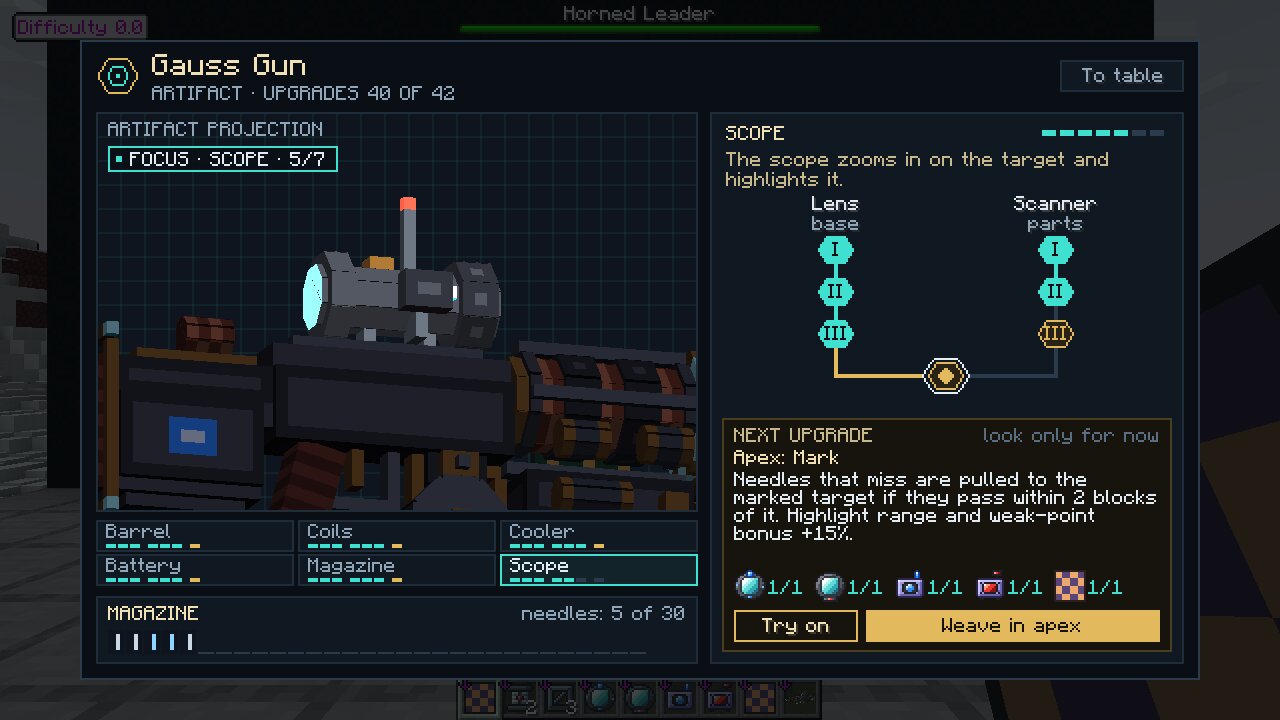 Horned Leader
Difficulty 0.0
Gauss Gun
ARTIFACT · UPGRADES 40 OF 42
To table
ARTIFACT PROJECTION
FOCUS · SCOPE · 5/7
SCOPE
The scope zooms in on the target and
highlights it.
Lens
base
Scanner
parts
I
I
II
II
III
III
NEXT UPGRADE
look only for now
Apex: Mark
Needles that miss are pulled to the
marked target if they pass within 2 blocks
of it. Highlight range and weak-point
bonus +15%.
1/1
1/1
1/1
1/1
1/1
Try on
Weave in apex
Barrel
Coils
Cooler
Battery
Magazine
Scope
MAGAZINE
needles: 5 of 30
2
3